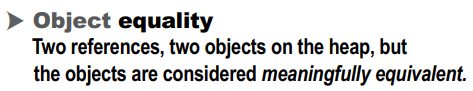 ➤ Object equality
Two references, two objects on the heap, but
the objects are considered meaningfully equivalent.